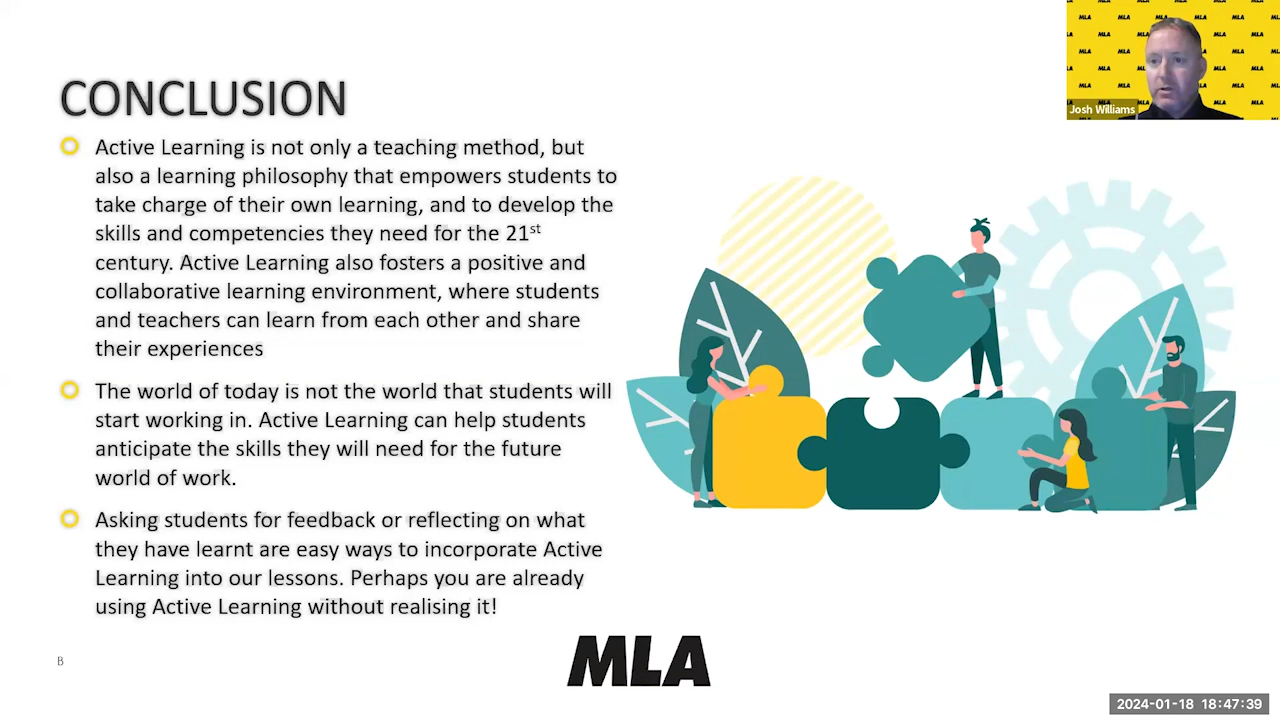 CONCLUSION
Active Learning is not only a teaching method, but
also a learning philosophy that empowers students to
take charge of their own learning, and to develop the
skills and competencies they need for the 21st
century. Active Learning also fosters a positive and
collaborative learning environment, where students
and teachers can learn from each other and share
their experiences
The world of today is not the world that students will
start working in. Active Learning can help students
anticipate the skills they will need for the future
world of work.
Asking students for feedback or reflecting on what
they have learnt are easy ways to incorporate Active
Learning into our lessons. Perhaps you are already
using Active Learning without realising it!
B
MLA
MLA MLA MLA MLA
Josh Williams
2024-01-18 18:47:39